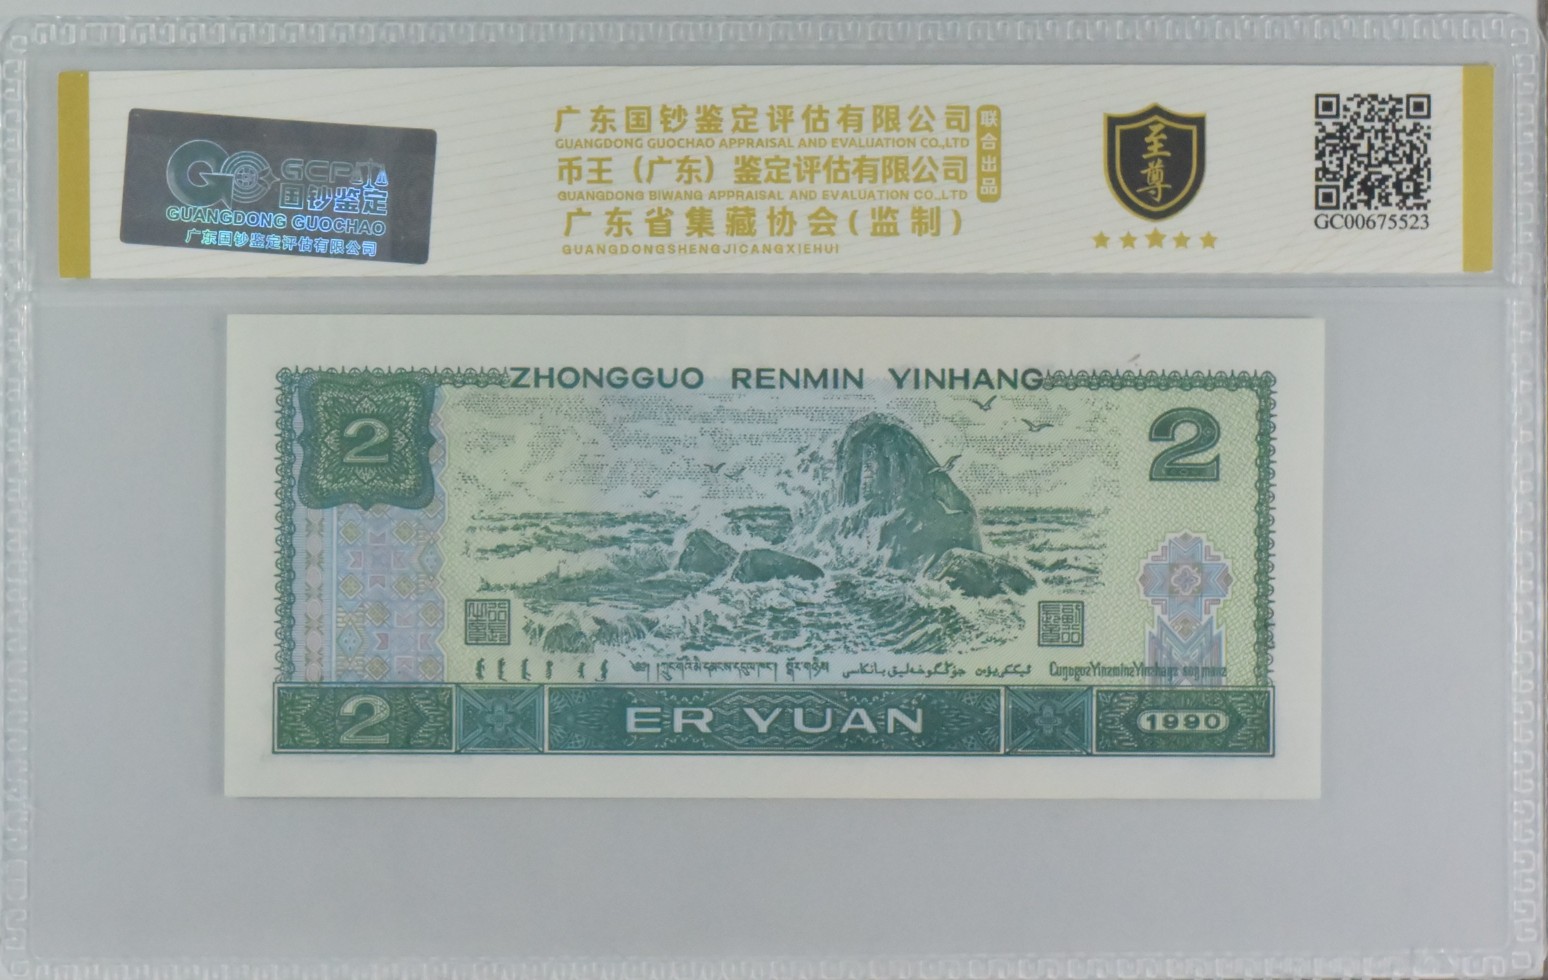 GCPA
国钞鉴定
GUANGDONG GUOCHAO
广东国钞鉴定评估有限公司
广东国钞鉴定评估有限公司
GUANGDONG GUOCHAO APPRAISAL AND EVALUATION CO.,LTD
币王（广东）鉴定评估有限公司
GUANGDONG BIWANG APPRAISAL AND EVALUATION CO.,LTD
广东省集藏协会(监制)
GUANGDONGSHENGJICANGXIEHUI
联合出品
至尊
GC00675523
ZHONGGUO RENMIN YINHANG
2
2
2
ER YUAN
1990